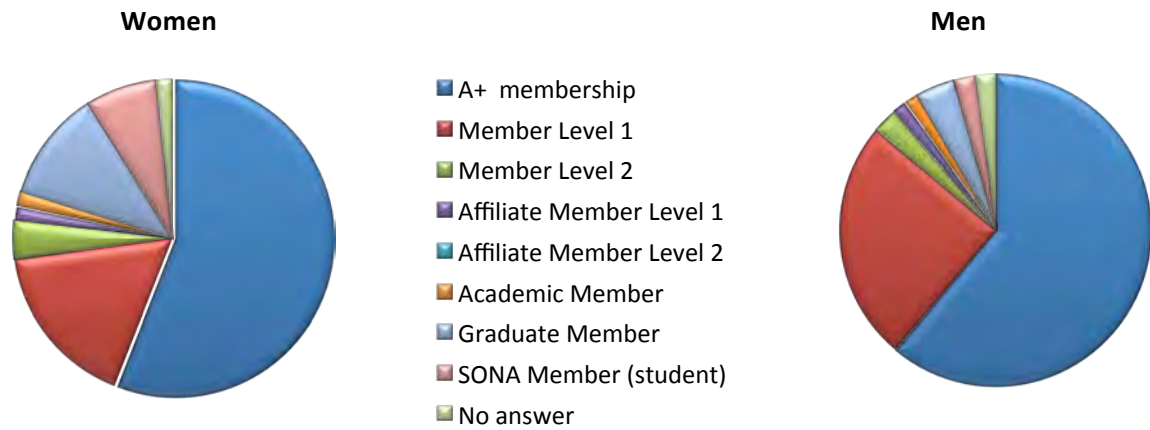 Women
Men
A+ membership
Member Level 1
Member Level 2
Affiliate Member Level 1
Affiliate Member Level 2
Academic Member
Graduate Member
SONA Member (student)
No answer